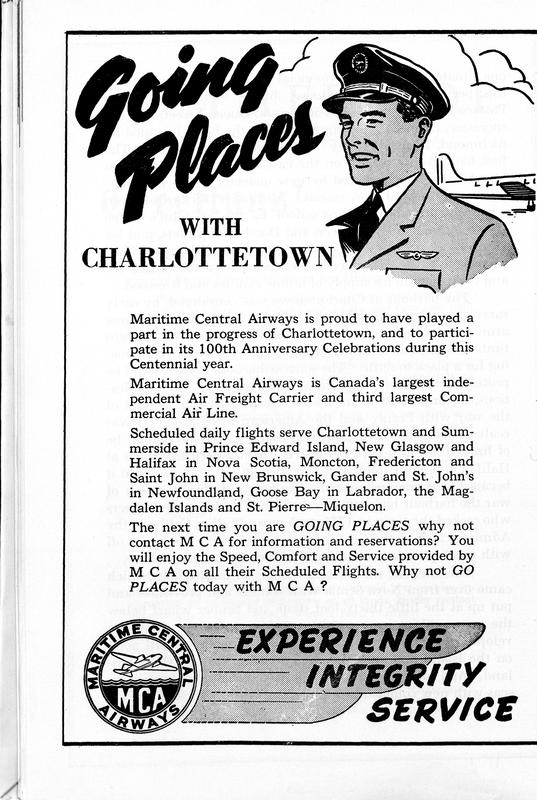 Going
Places
WITH
CHARLOTTETOWN
Maritime Central Airways is proud to have played a
part in the progress of Charlottetown, and to partici-
pate in its 100th Anniversary Celebrations during this
Centennial year.
Maritime Central Airways is Canada's largest inde-
pendent Air Freight Carrier and third largest Com-
mercial Air Line.
Scheduled daily flights serve Charlottetown and Sum-
merside in Prince Edward Island, New Glasgow and
Halifax in Nova Scotia, Moncton, Fredericton and
Saint John in New Brunswick, Gander and St. John's
in Newfoundland, Goose Bay in Labrador, the Mag-
dalen Islands and St. Pierre—Miquelon.
The next time you are GOING PLACES why not
contact M C A for information and reservations? You
will enjoy the Speed, Comfort and Service provided by
M C A on all their Scheduled Flights. Why not GO
PLACES today with M C A ?
MARITIME CENTRAL
MCA
AIRWAYS
EXPERIENCE
INTEGRITY
SERVICE